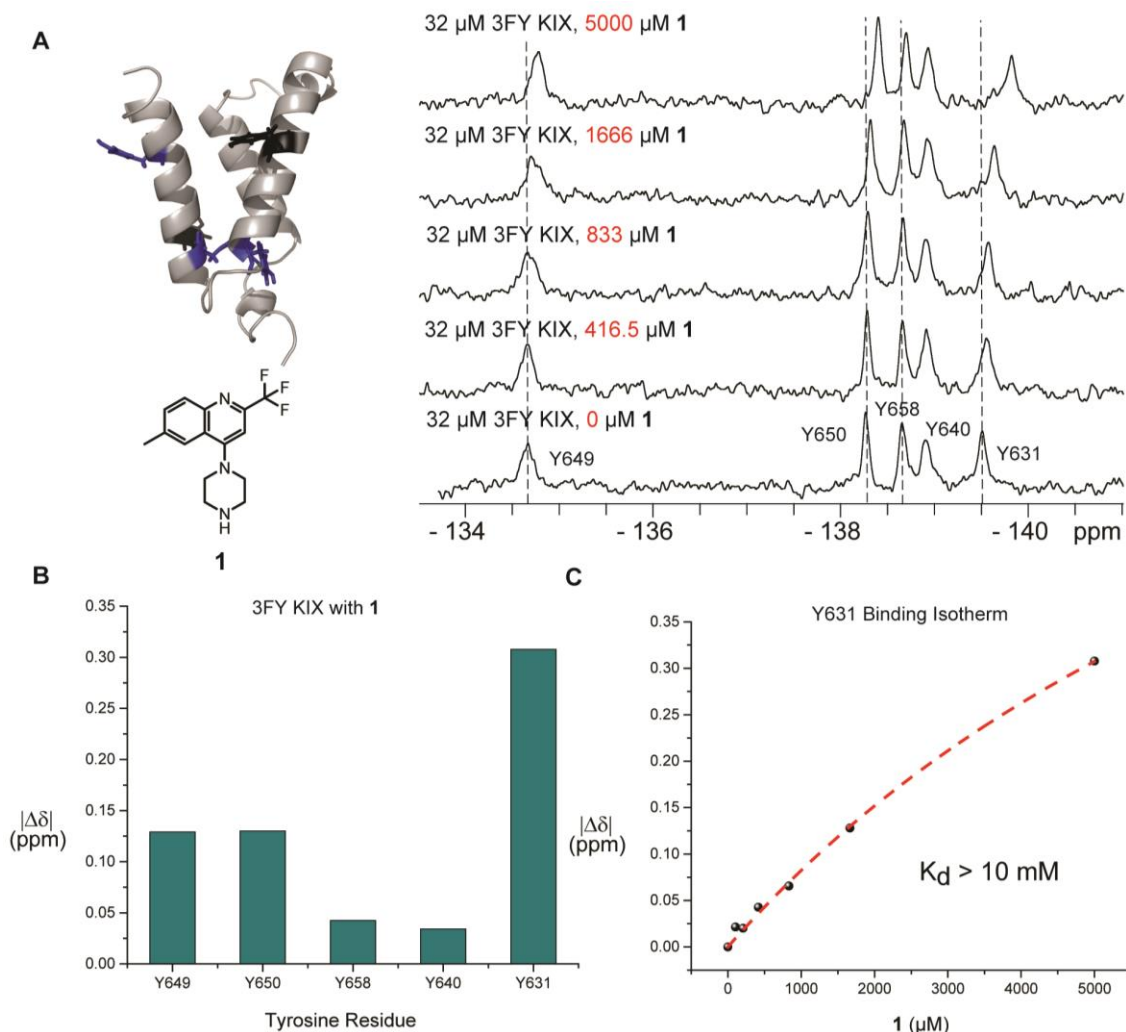 A
32 µM 3FY KIX, 5000 µM 1
32 µM 3FY KIX, 1666 µM 1
32 µM 3FY KIX, 833 µM 1
32 µM 3FY KIX, 416.5 µM 1
32 µM 3FY KIX, 0 µM 1
Y649
Y650
Y658
Y640
Y631
- 134
- 136
- 138
- 140
ppm
N
F
F
F
N
N
H
1
B
3FY KIX with 1
0.35
0.30
0.25
0.20
0.15
0.10
0.05
0.00
|Δδ|
(ppm)
Y649
Y650
Y658
Y640
Y631
Tyrosine Residue
C
Y631 Binding Isotherm
0.35
0.30
0.25
0.20
0.15
0.10
0.05
0.00
|Δδ|
(ppm)
Kd > 10 mM
0
1000
2000
3000
4000
5000
1 (µM)